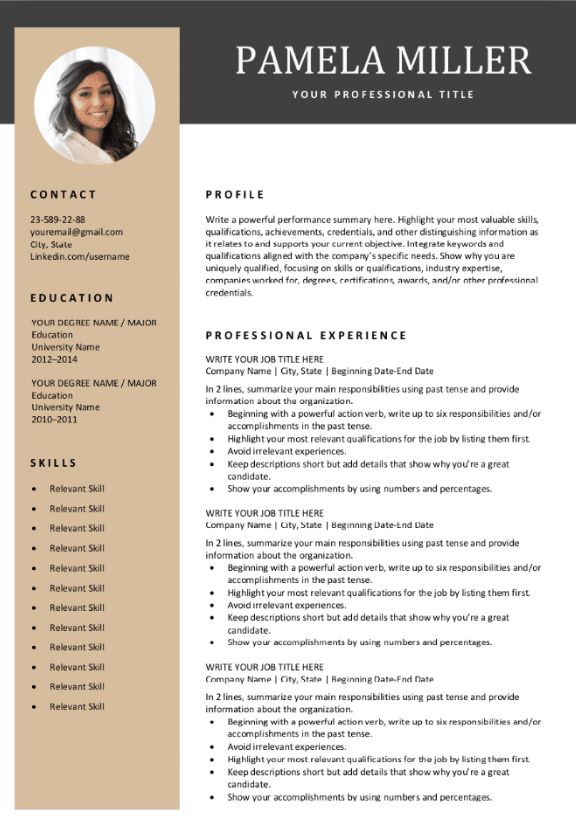 PAMELA MILLER
YOUR PROFESSIONAL TITLE
CONTACT
23-589-22-88
youremail@gmail.com
City, State
Linkedin.com/username
EDUCATION
YOUR DEGREE NAME / MAJOR
Education
University Name
2012–2014
YOUR DEGREE NAME / MAJOR
Education
University Name
2010–2011
SKILLS
• Relevant Skill
• Relevant Skill
• Relevant Skill
• Relevant Skill
• Relevant Skill
• Relevant Skill
• Relevant Skill
• Relevant Skill
• Relevant Skill
• Relevant Skill
• Relevant Skill
• Relevant Skill
PROFILE
Write a powerful performance summary here. Highlight your most valuable skills,
qualifications, achievements, credentials, and other distinguishing information as
it relates to and supports your current objective. Integrate keywords and
qualifications aligned with the company's specific needs. Show why you are
uniquely qualified, focusing on skills or qualifications, industry expertise,
companies worked for, degrees, certifications, awards, and/or other professional
credentials.
PROFESSIONAL EXPERIENCE
WRITE YOUR JOB TITLE HERE
Company Name | City, State | Beginning Date-End Date
In 2 lines, summarize your main responsibilities using past tense and provide
information about the organization.
• Beginning with a powerful action verb, write up to six responsibilities and/or
accomplishments in the past tense.
• Highlight your most relevant qualifications for the job by listing them first.
• Avoid irrelevant experiences.
• Keep descriptions short but add details that show why you're a great
candidate.
• Show your accomplishments by using numbers and percentages.
WRITE YOUR JOB TITLE HERE
Company Name | City, State | Beginning Date-End Date
In 2 lines, summarize your main responsibilities using past tense and provide
information about the organization.
• Beginning with a powerful action verb, write up to six responsibilities and/or
accomplishments in the past tense.
• Highlight your most relevant qualifications for the job by listing them first.
• Avoid irrelevant experiences.
• Keep descriptions short but add details that show why you're a great
candidate.
• Show your accomplishments by using numbers and percentages.
WRITE YOUR JOB TITLE HERE
Company Name | City, State | Beginning Date-End Date
In 2 lines, summarize your main responsibilities using past tense and provide
information about the organization.
• Beginning with a powerful action verb, write up to six responsibilities and/or
accomplishments in the past tense.
• Avoid irrelevant experiences.
• Highlight your most relevant qualifications for the job by listing them first.
• Keep descriptions short but add details that show why you're a great
candidate.
• Show your accomplishments by using numbers and percentages.